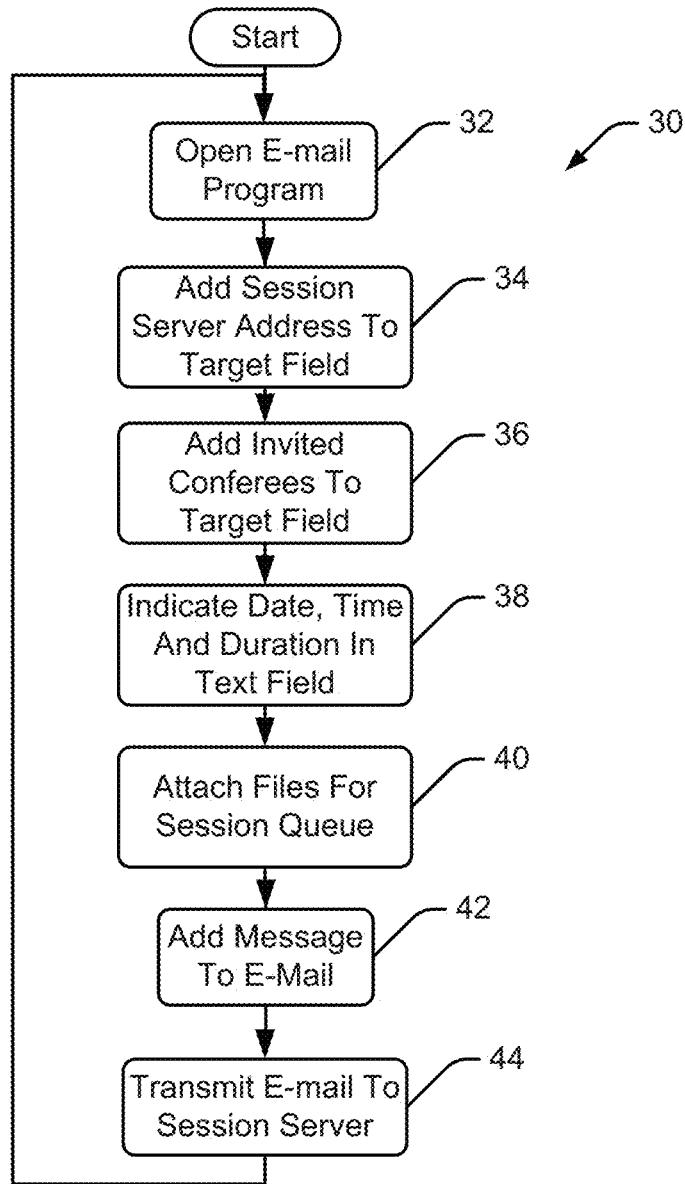 Start
32
30
Open E-mail
Program
34
Add Session
Server Address To
Target Field
36
Add Invited
Conferees To
Target Field
38
Indicate Date, Time
And Duration In
Text Field
40
Attach Files For
Session Queue
42
Add Message
To E-Mail
44
Transmit E-mail To
Session Server